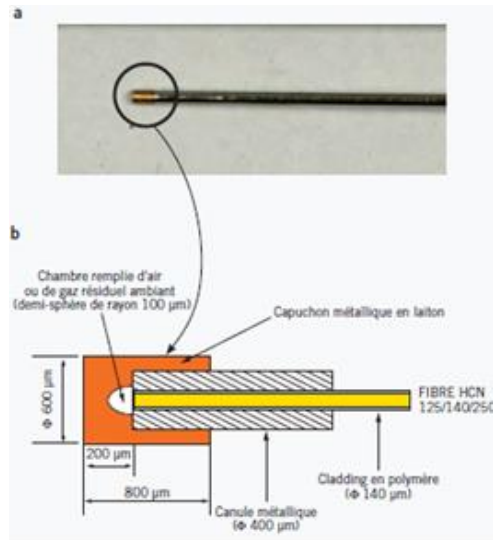 a
b
Chambre remplie d'air
ou de gaz résiduel ambiant
(demi-sphère de rayon 100 µm)
Capuchon métallique en laiton
Φ 600 µm
FIBRE HCN
125/140/250
200 µm
Cladding en polymère
(Φ 140 µm)
800 µm
Canule métallique
(Φ 400 µm)